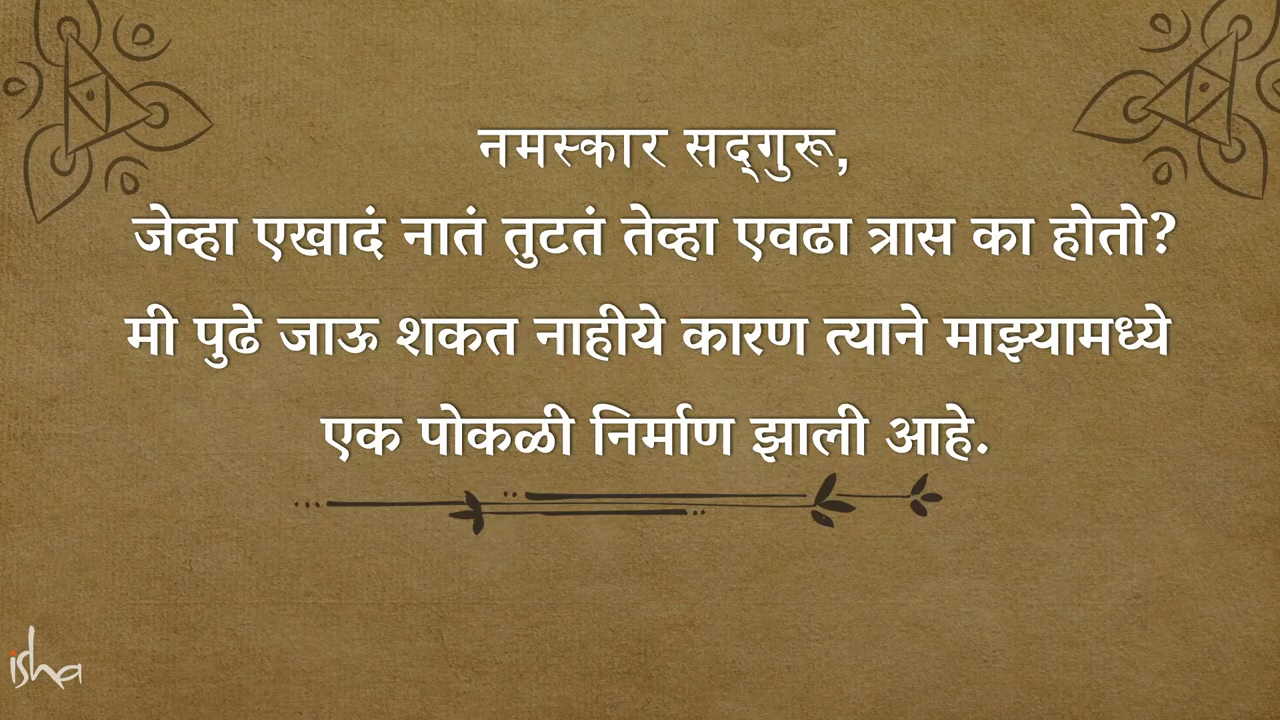 नमस्कार सद्‌गुरू,
जेव्हा एखादं नातं तुटतं तेव्हा एवढा त्रास का होतो?
मी पुढे जाऊ शकत नाहीये कारण त्याने माझ्यामध्ये
एक पोकळी निर्माण झाली आहे.
isha